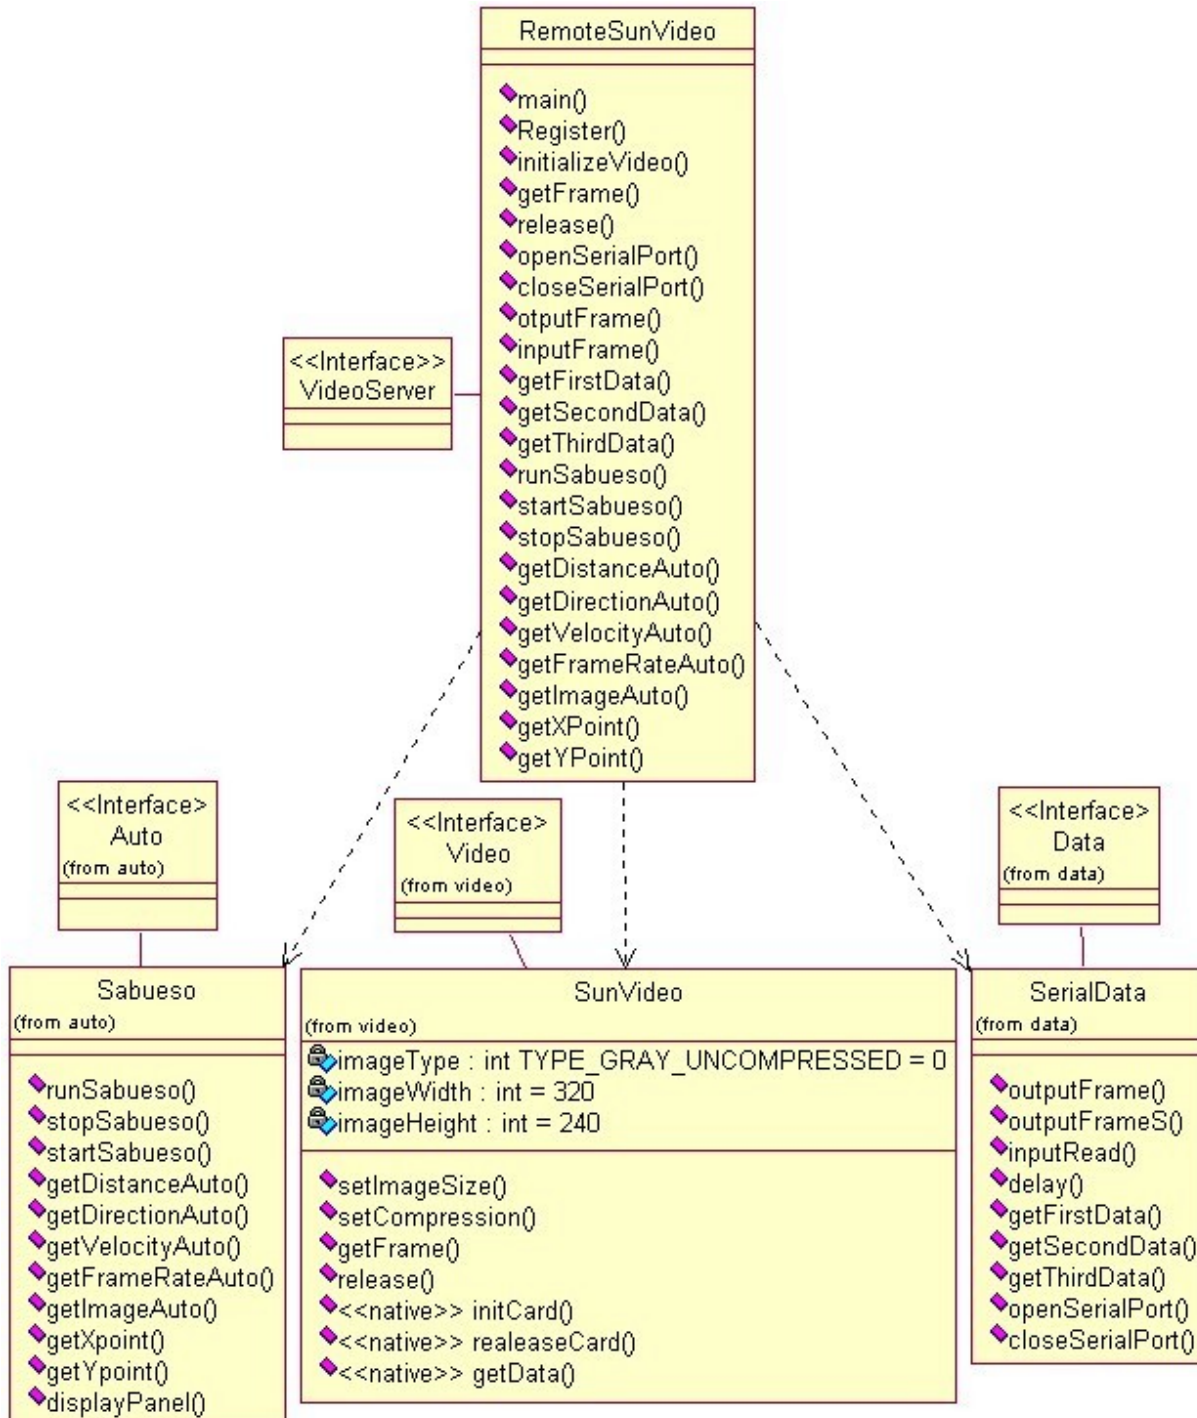 RemoteSunVideo
main()
Register()
initializeVideo()
getFrame()
release()
openSerialPort()
closeSerialPort()
otputFrame()
inputFrame()
getFirstData()
getSecondData()
getThirdData()
runSabueso()
startSabueso()
stopSabueso()
getDistanceAuto()
getDirectionAuto()
getVelocityAuto()
getFrameRateAuto()
getImageAuto()
getXPoint()
getYPoint()
<<Interface>>
VideoServer
<<Interface>
Auto
(from auto)
<<Interface>
Video
(from video)
<<Interface>
Data
(from data)
Sabueso
(from auto)
runSabueso()
stopSabueso()
startSabueso()
getDistanceAuto()
getDirectionAuto()
getVelocityAuto()
getFrameRateAuto()
getImageAuto()
getXpoint()
getYpoint()
displayPanel()
SunVideo
(from video)
imageType : int TYPE_GRAY_UNCOMPRESSED = 0
imageWidth : int = 320
imageHeight : int = 240
setImageSize()
setCompression()
getFrame()
release()
<<native>> initCard()
<<native>> realeaseCard()
<<native>> getData()
SerialData
(from data)
outputFrame()
outputFrameS()
inputRead()
delay()
getFirstData()
getSecondData()
getThirdData()
openSerialPort()
closeSerialPort()